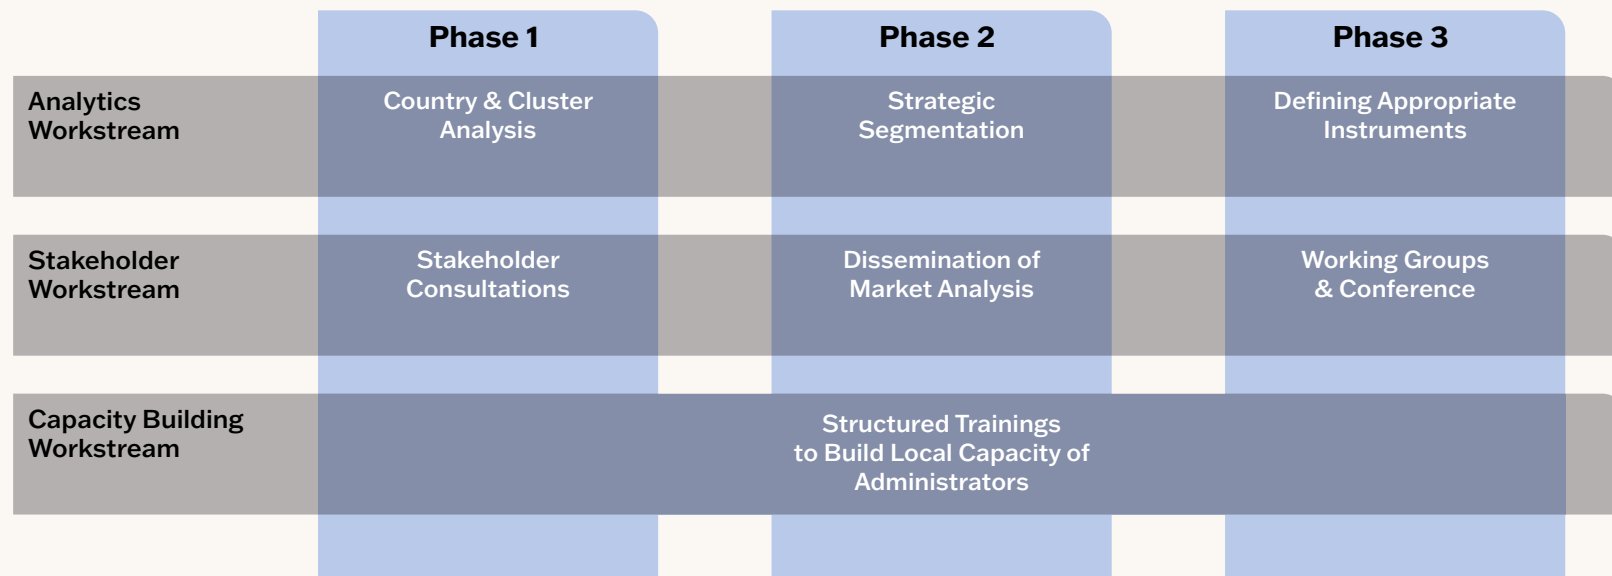 Phase 1
Phase 2
Phase 3
Analytics
Workstream
Country & Cluster
Analysis
Strategic
Segmentation
Defining Appropriate
Instruments
Stakeholder
Workstream
Stakeholder
Consultations
Dissemination of
Market Analysis
Working Groups
& Conference
Capacity Building
Workstream
Structured Trainings
to Build Local Capacity of
Administrators